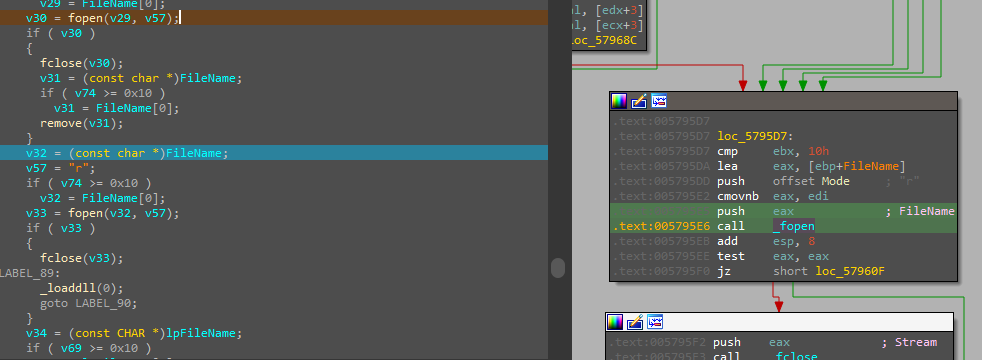 v29 = FileName[0];
v30 = fopen(v29, v57);
if ( v30 )
{
fclose(v30);
v31 = (const char *)FileName;
if ( v74 >= 0x10 )
v31 = FileName[0];
remove(v31);
}
v32 = (const char *)FileName;
v57 = "r";
if ( v74 >= 0x10 )
v32 = FileName[0];
v33 = fopen(v32, v57);
if ( v33 )
{
fclose(v33);
LABEL_89:
_loaddll(0);
goto LABEL_90;
}
v34 = (const CHAR *)lpFileName;
if ( v69 >= 0x10 )
al, [edx+3]
al, [ecx+3]
loc_57968C
.text:005795D7
.text:005795D7 loc_5795D7:
.text:005795D7 cmp ebx, 10h
.text:005795DA lea eax, [ebp+FileName]
.text:005795DD push offset Mode ; "r"
.text:005795E2 cmovnb eax, edi
push eax ; FileName
.text:005795E6 call _fopen
.text:005795EB add esp, 8
.text:005795EE test eax, eax
.text:005795F0 jz short loc_57960F
.text:005795F2 push eax ; Stream
.text:005795F3 call _fclose